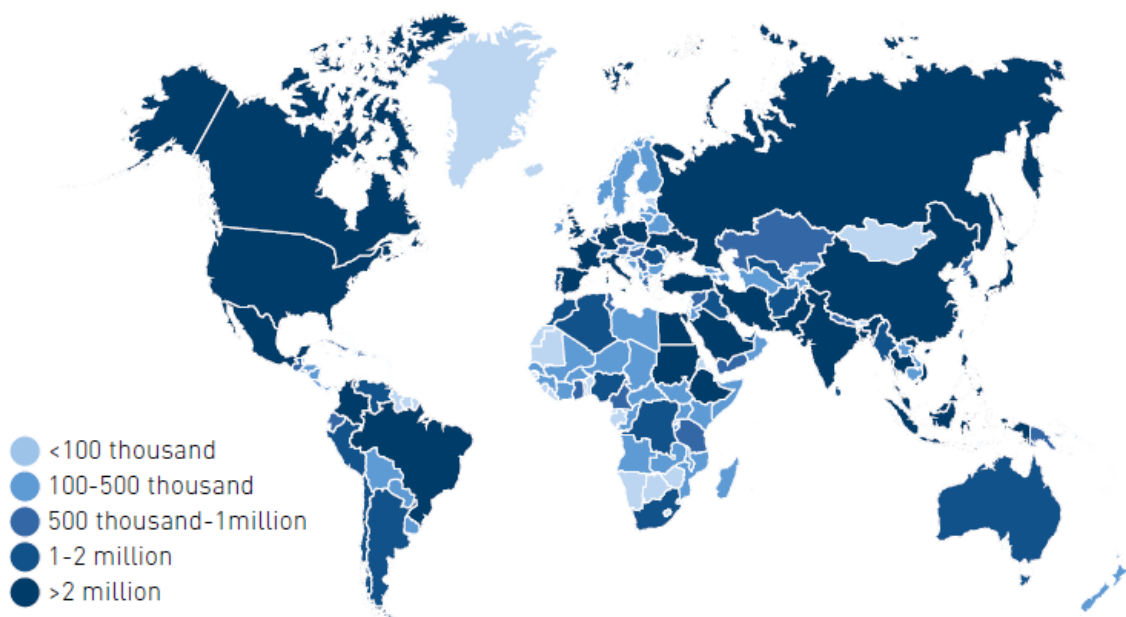 <100 thousand
100-500 thousand
500 thousand-1million
1-2 million
>2 million